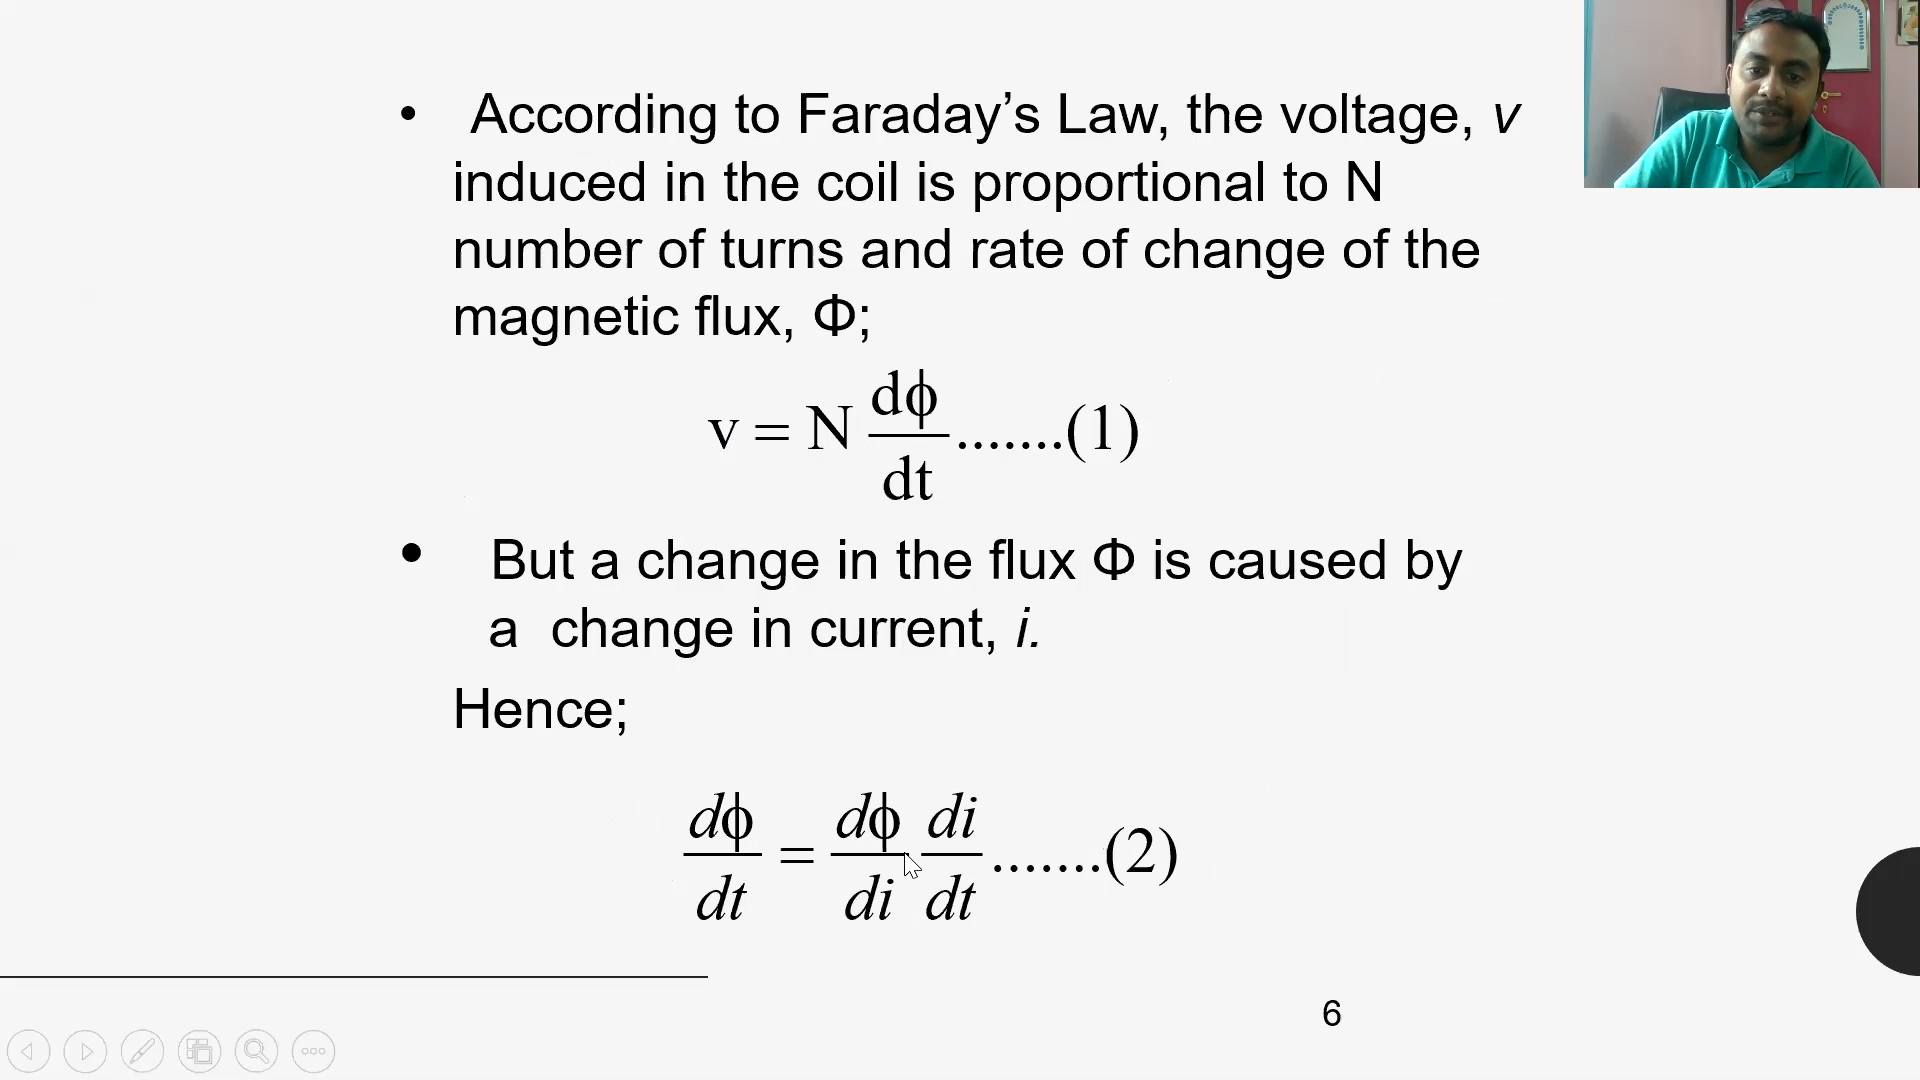 • According to Faraday’s Law, the voltage, v
induced in the coil is proportional to N
number of turns and rate of change of the
magnetic flux, Φ;
v = N dϕ/dt .......(1)
• But a change in the flux Φ is caused by
a change in current, i.
Hence;
dϕ/dt = dϕ/di di/dt .......(2)
6